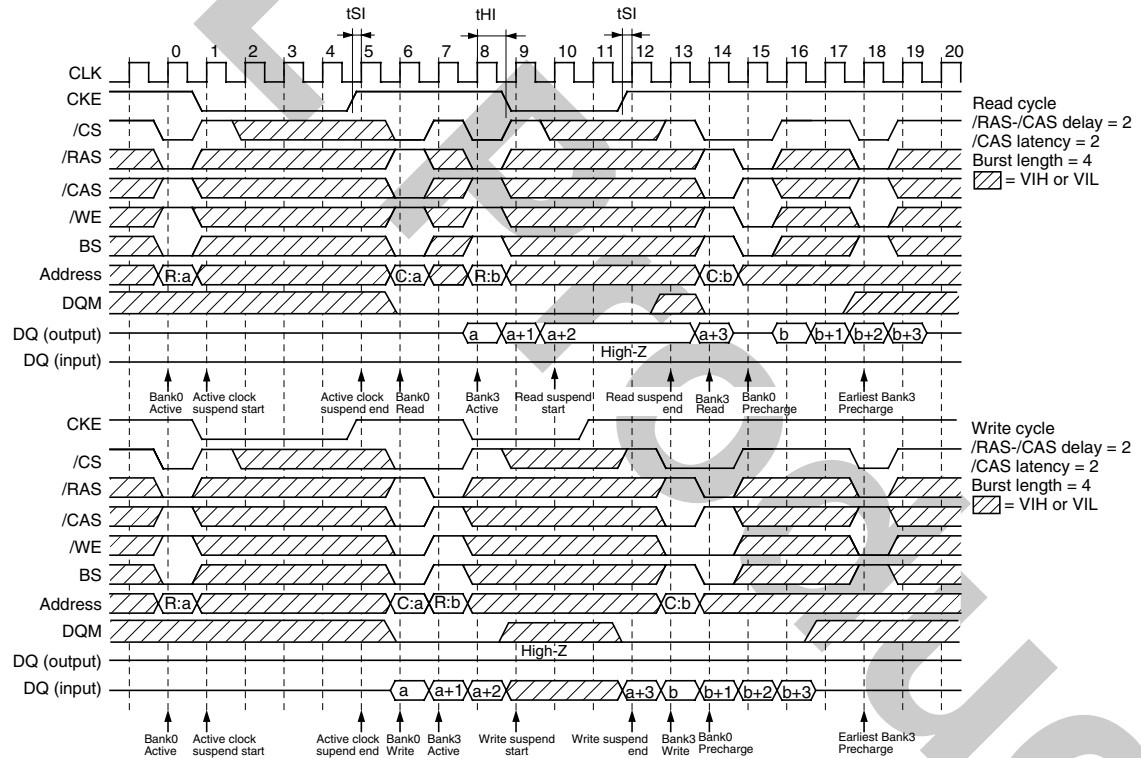 tSI tHI tSI
0 1 2 3 4 5 6 7 8 9 10 11 12 13 14 15 16 17 18 19 20
CLK
CKE
/CS
/RAS
/CAS
/WE
BS
Address R:a C:a R:b C:b
DQM
DQ (output) a a+1 a+2 a+3 b b+1 b+2 b+3
High-Z
DQ (input)
Bank0 Active
Active clock suspend start
Active clock suspend end
Bank0 Read
Bank3 Active
Read suspend start
Read suspend end
Bank3 Read
Bank0 Precharge
Earliest Bank3 Precharge
Read cycle
/RAS-/CAS delay = 2
/CAS latency = 2
Burst length = 4
= VIH or VIL
CKE
/CS
/RAS
/CAS
/WE
BS
Address R:a C:a R:b C:b
DQM
High-Z
DQ (output)
DQ (input) a a+1 a+2 a+3 b b+1 b+2 b+3
Bank0 Active
Active clock suspend start
Active clock supend end
Bank0 Write
Bank3 Active
Write suspend start
Write suspend end
Bank3 Write
Bank0 Precharge
Earliest Bank3 Precharge
Write cycle
/RAS-/CAS delay = 2
/CAS latency = 2
Burst length = 4
= VIH or VIL